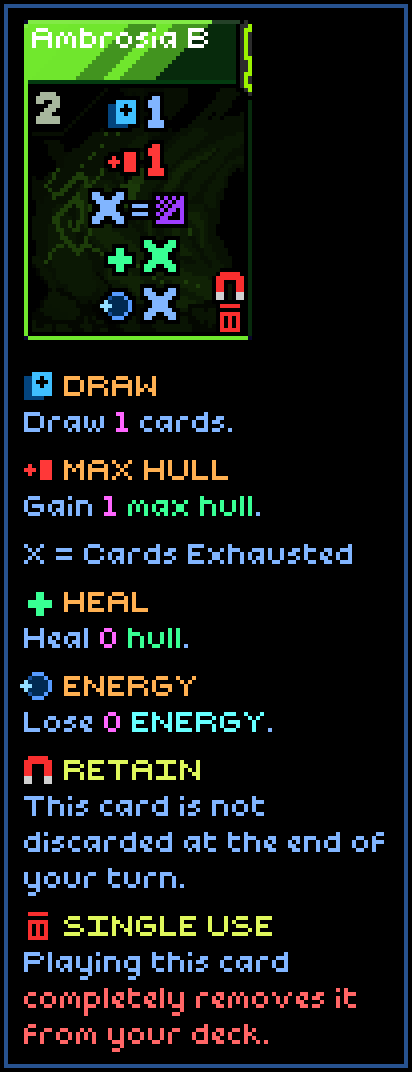 Ambrosia B
2
1
1
X =
X
X
DRAW
Draw 1 cards.
MAX HULL
Gain 1 max hull.
X = Cards Exhausted
HEAL
Heal 0 hull.
ENERGY
Lose 0 ENERGY.
RETAIN
This card is not
discarded at the end of
your turn.
SINGLE USE
Playing this card
completely removes it
from your deck.